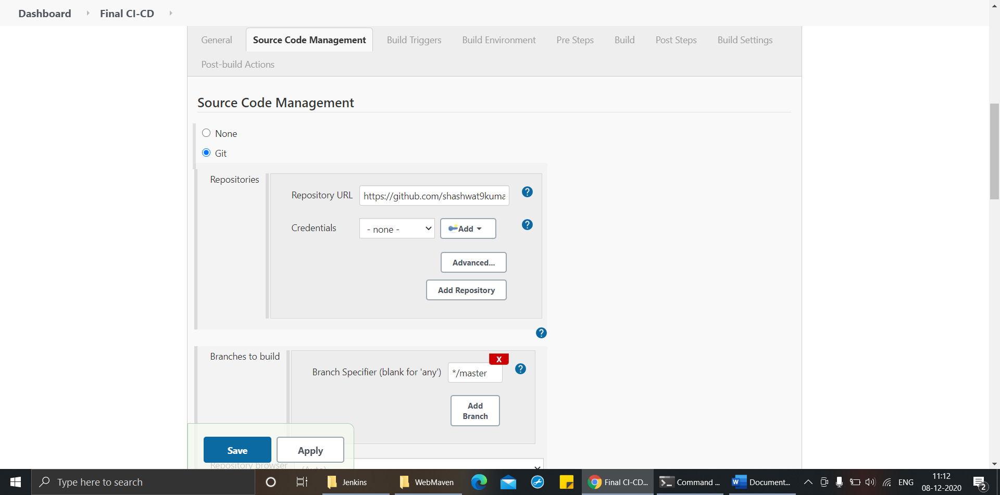 Dashboard
Final CI-CD
General
Source Code Management
Build Triggers
Build Environment
Pre Steps
Build
Post Steps
Build Settings
Post-build Actions
Source Code Management
None
Git
Repositories
Repository URL
https://github.com/shashwat9kuma
?
Credentials
- none -
Add
?
Advanced...
Add Repository
?
Branches to build
X
Branch Specifier (blank for 'any')
*/master
?
Add
Branch
Save
Apply
Repository browser
(Auto)
Type here to search
Jenkins
WebMaven
Final CI-CD...
Command ...
Document...
ENG
11:12
08-12-2020
2